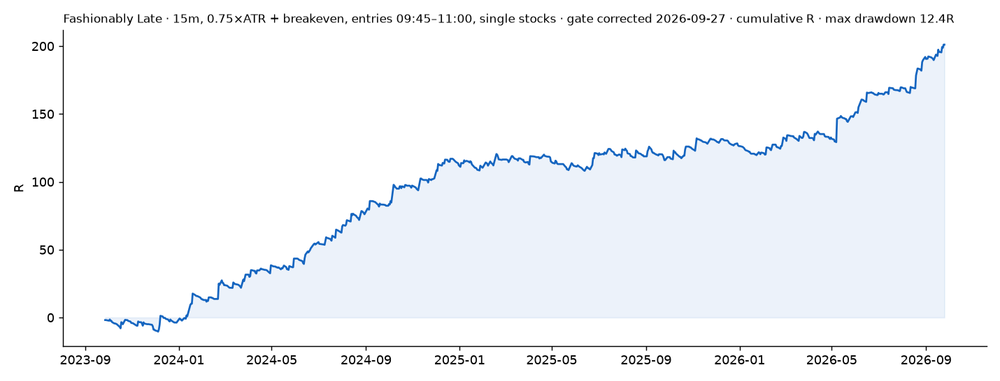 Fashionably Late · 15m, 0.75×ATR + breakeven, entries 09:45–11:00, single stocks · gate corrected 2026-09-27 · cumulative R · max drawdown 12.4R
200
150
100
50
0
R
2023-09 2024-01 2024-05 2024-09 2025-01 2025-05 2025-09 2026-01 2026-05 2026-09